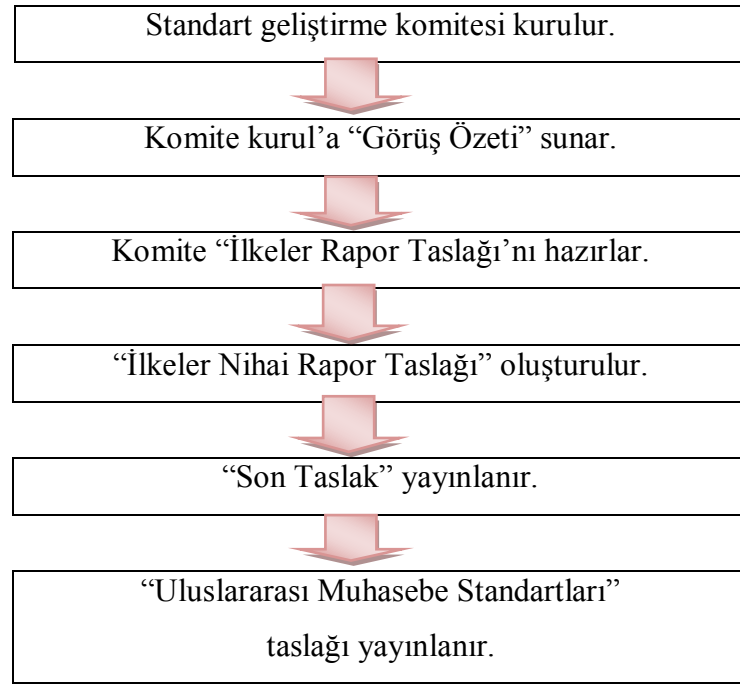 Standart geliştirme komitesi kurulur.
Komite kurul’a “Görüş Özeti” sunar.
Komite “İlkeler Rapor Taslağı’nı hazırlar.
“İlkeler Nihai Rapor Taslağı” oluşturulur.
“Son Taslak” yayınlanır.
“Uluslararası Muhasebe Standartları”
taslağı yayınlanır.